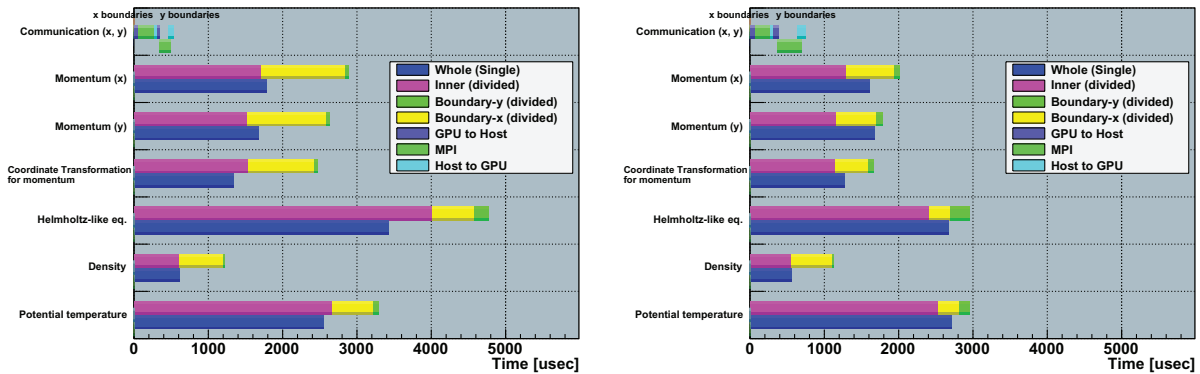 x boundaries y boundaries
Communication (x, y)
Momentum (x)
Momentum (y)
Coordinate Transformation
for momentum
Helmholtz-like eq.
Density
Potential temperature
Whole (Single)
Inner (divided)
Boundary-y (divided)
Boundary-x (divided)
GPU to Host
MPI
Host to GPU
0 1000 2000 3000 4000 5000
Time [usec]
x boundaries y boundaries
Communication (x, y)
Momentum (x)
Momentum (y)
Coordinate Transformation
for momentum
Helmholtz-like eq.
Density
Potential temperature
Whole (Single)
Inner (divided)
Boundary-y (divided)
Boundary-x (divided)
GPU to Host
MPI
Host to GPU
0 1000 2000 3000 4000 5000
Time [usec]